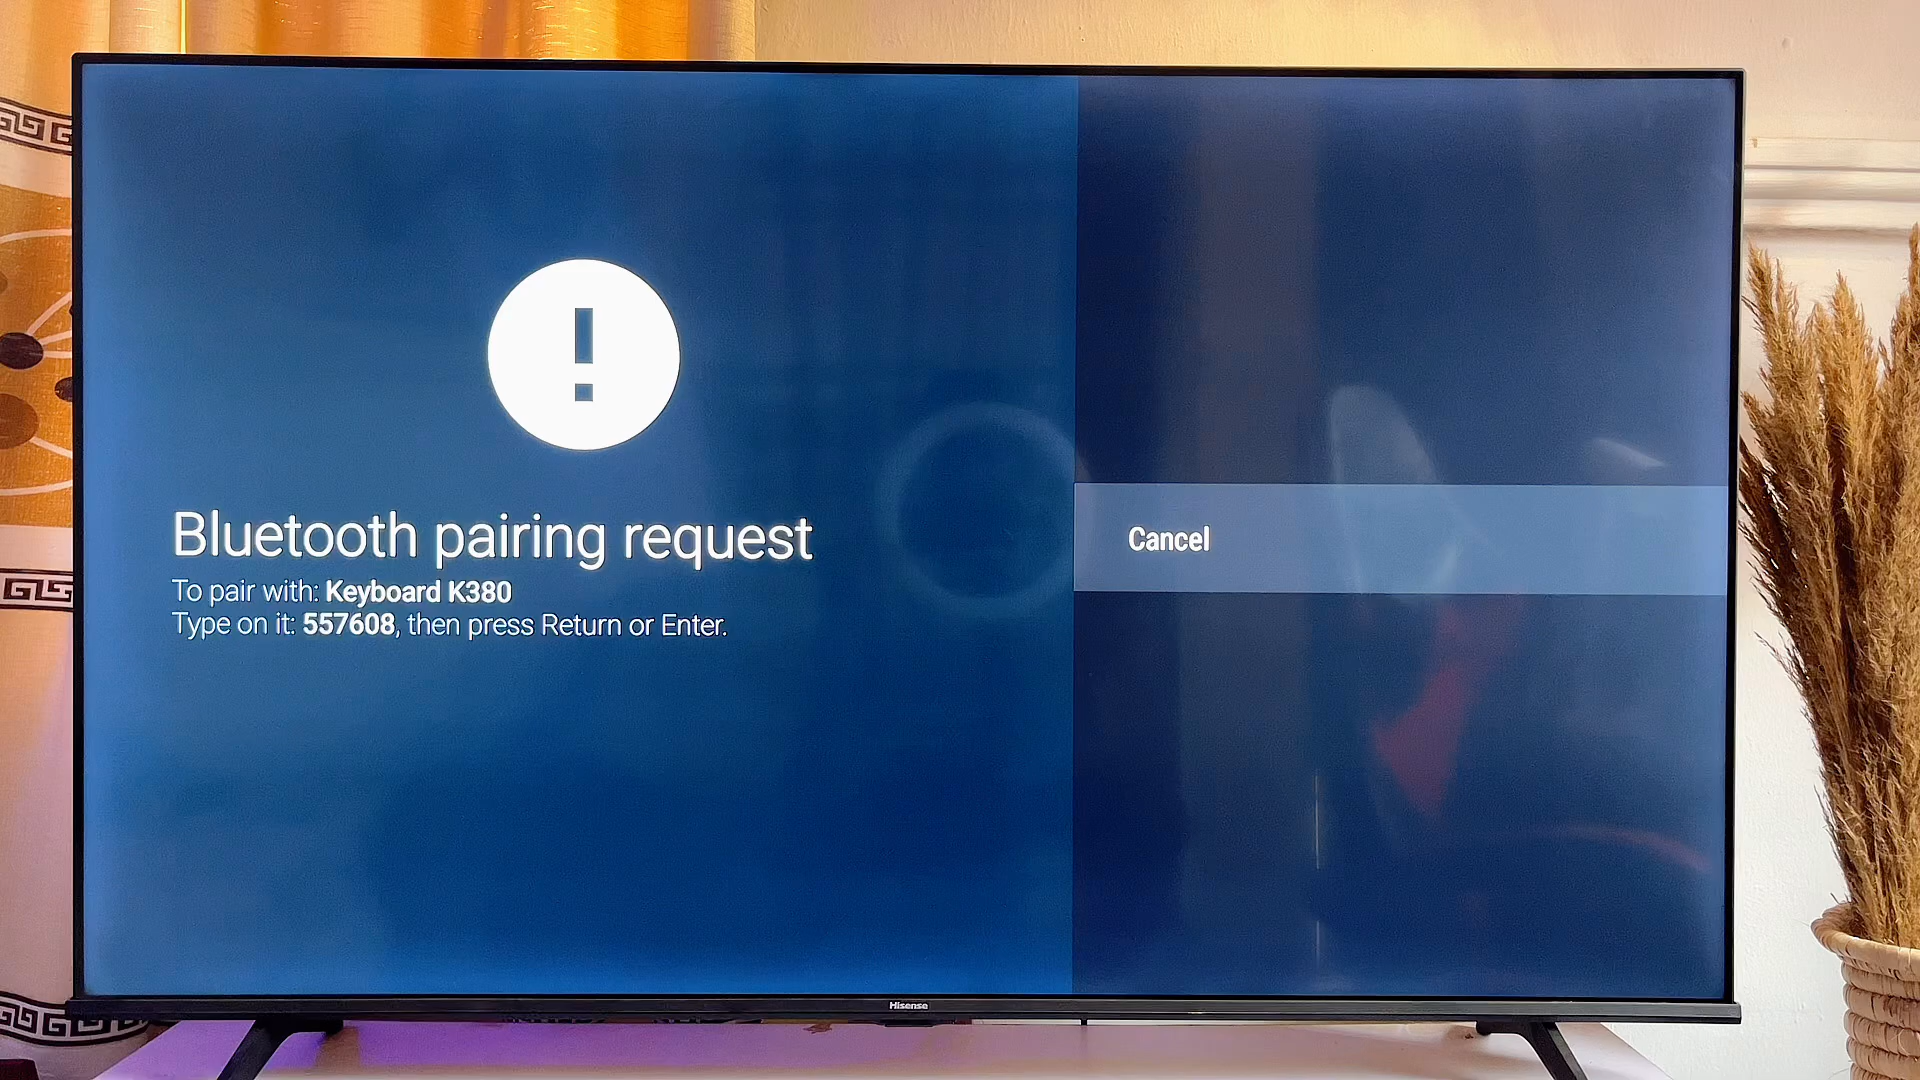 Bluetooth pairing request
To pair with: Keyboard K380
Type on it: 557608, then press Return or Enter.
Cancel
Hisense